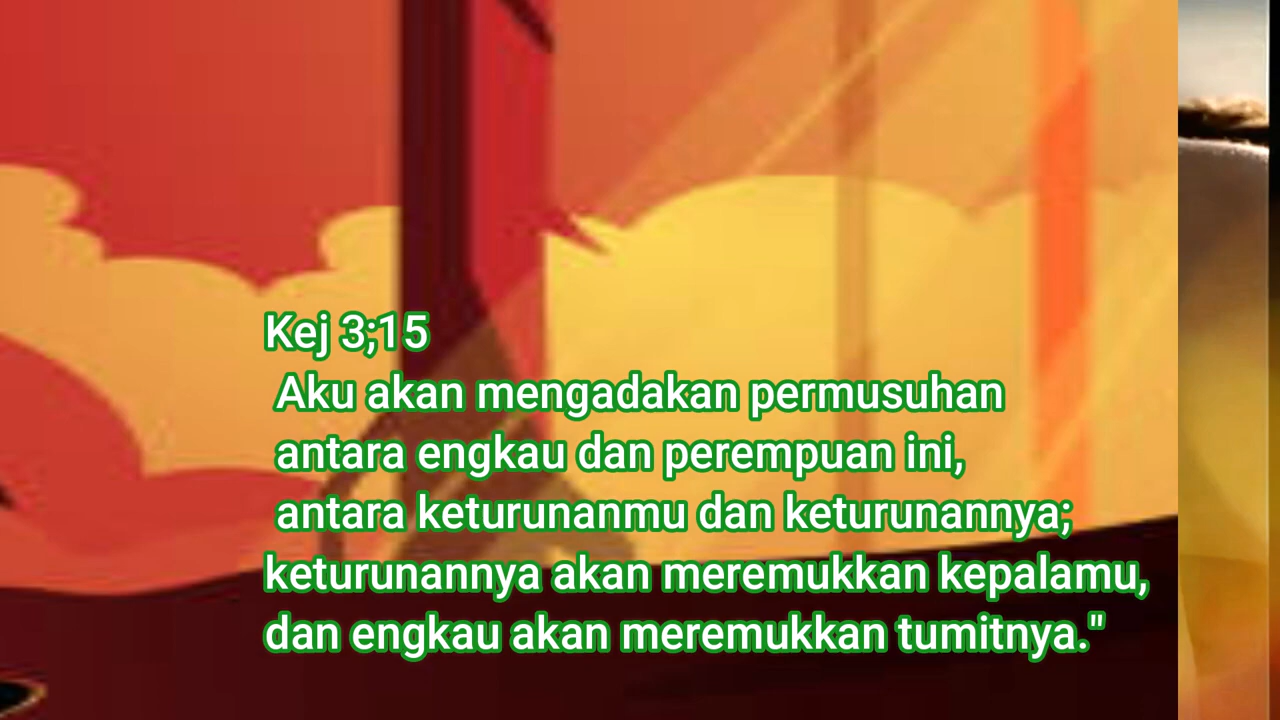 Kej 3;15
Aku akan mengadakan permusuhan
antara engkau dan perempuan ini,
antara keturunanmu dan keturunannya;
keturunannya akan meremukkan kepalamu,
dan engkau akan meremukkan tumitnya."